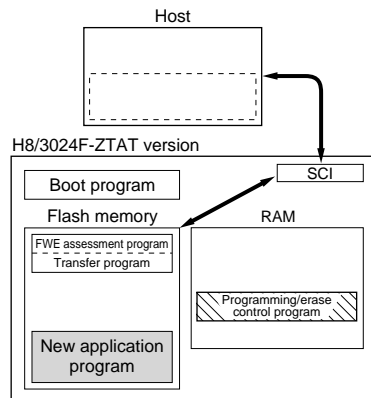 Host
H8/3024F-ZTAT version
SCI
Boot program
Flash memory
RAM
FWE assessment program
Transfer program
Programming/erase
control program
New application
program